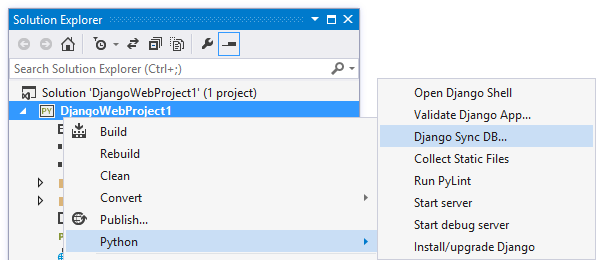 Solution Explorer
Search Solution Explorer (Ctrl+;)
Solution 'DjangoWebProject1' (1 project)
PY DjangoWebProject1
Build
Rebuild
Clean
Convert
Publish...
Python
Open Django Shell
Validate Django App...
Django Sync DB...
Collect Static Files
Run PyLint
Start server
Start debug server
Install/upgrade Django